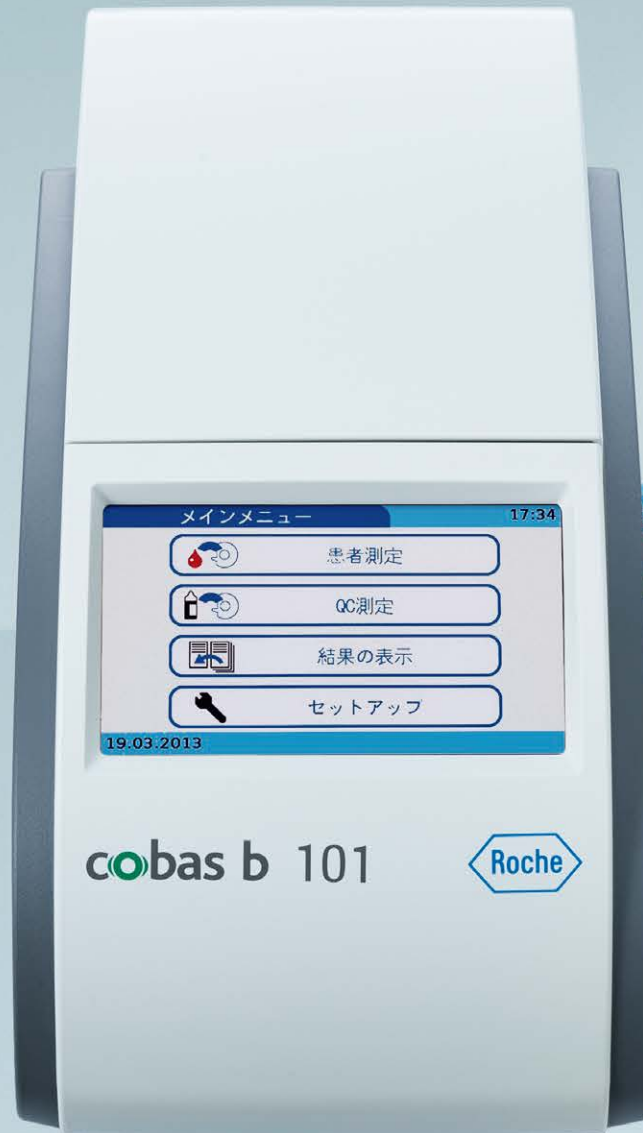 メインメニュー 17:34
患者測定
QC測定
結果の表示
セットアップ
19.03.2013
cobas b 101 Roche